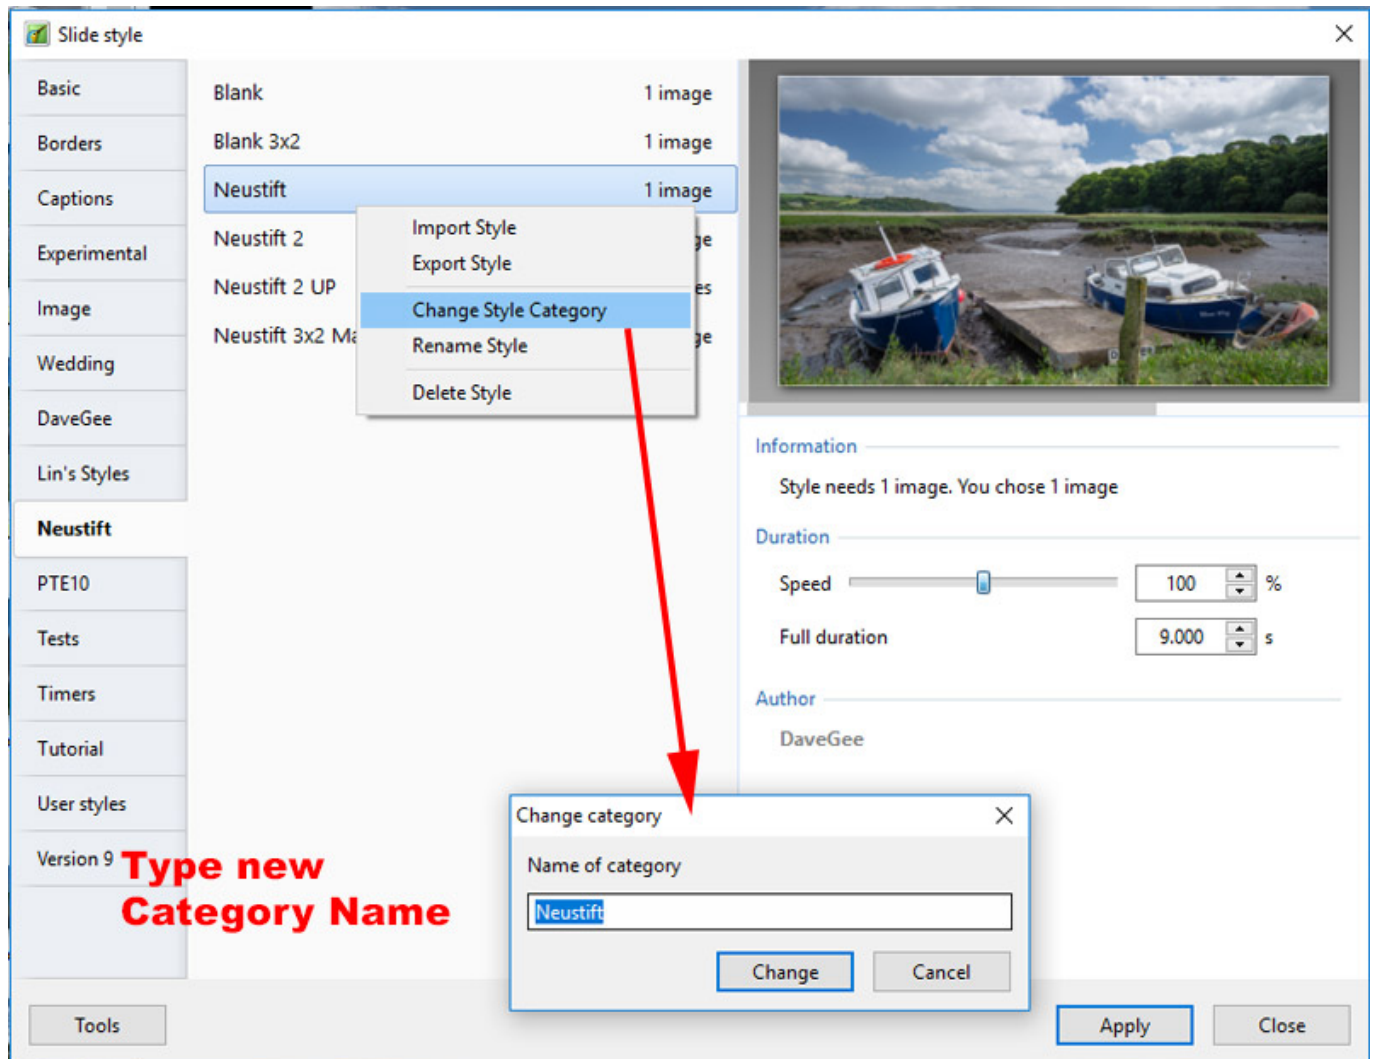 Slide style
Basic
Borders
Captions
Experimental
Image
Wedding
DaveGee
Lin's Styles
Neustift
PTE10
Tests
Timers
Tutorial
User styles
Version 9
Blank 1 image
Blank 3x2 1 image
Neustift 1 image
Neustift 2 ge
Neustift 2 UP es
Neustift 3x2 Ma ge
Import Style
Export Style
Change Style Category
Rename Style
Delete Style
Information
Style needs 1 image. You chose 1 image
Duration
Speed 100 %
Full duration 9.000 s
Author
DaveGee
Type new
Category Name
Change category
Name of category
Neustift
Change Cancel
Tools
Apply Close